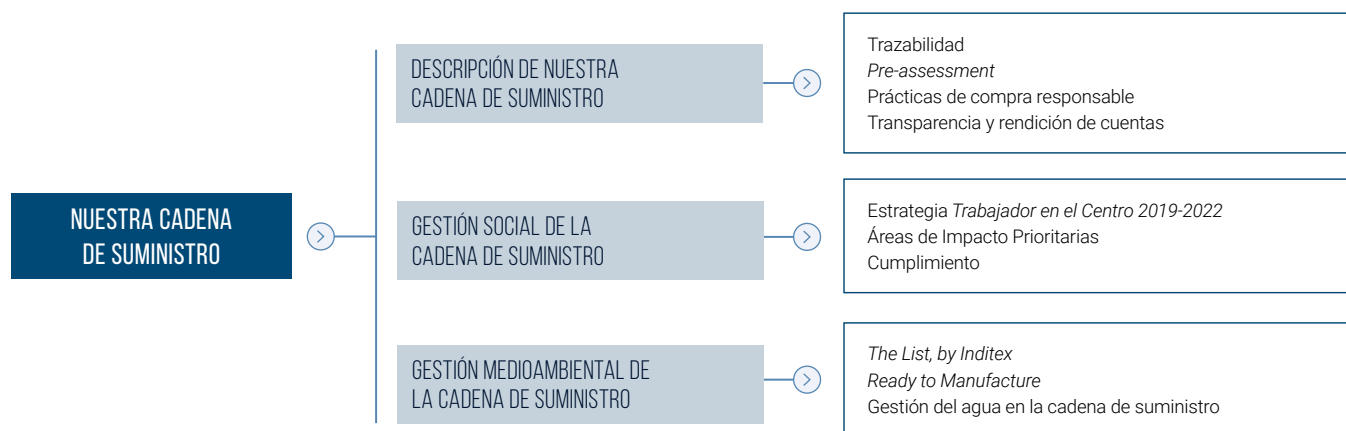 NUESTRA CADENA
DE SUMINISTRO
DESCRIPCIÓN DE NUESTRA
CADENA DE SUMINISTRO
Trazabilidad
Pre-assessment
Prácticas de compra responsable
Transparencia y rendición de cuentas
GESTIÓN SOCIAL DE LA
CADENA DE SUMINISTRO
Estrategia Trabajador en el Centro 2019-2022
Áreas de Impacto Prioritarias
Cumplimiento
GESTIÓN MEDIOAMBIENTAL DE
LA CADENA DE SUMINISTRO
The List, by Inditex
Ready to Manufacture
Gestión del agua en la cadena de suministro